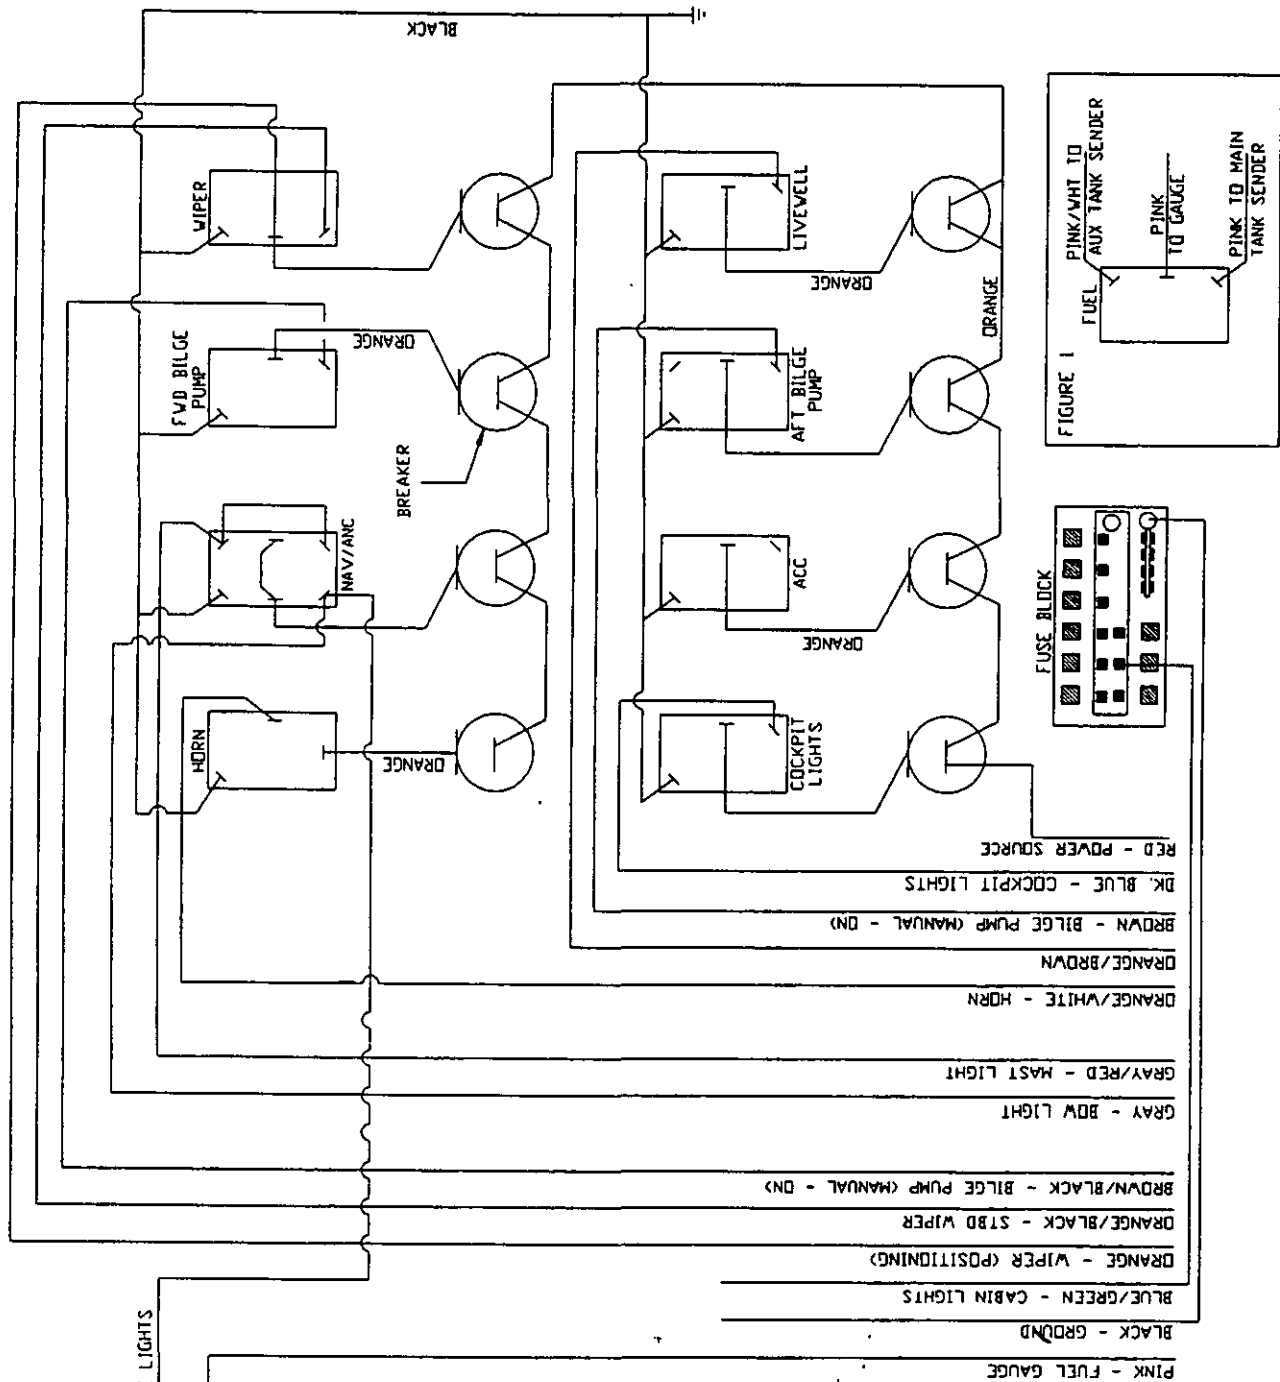 BLACK
WIPER
FWD BILGE
PUMP
ORANGE
NAV/ANC
BREAKER
HORN
ORANGE
LIVEWELL
ORANGE
ORANGE
AFT BILGE
PUMP
ACC
ORANGE
COCKPIT
LIGHTS
FIGURE 1
FUEL
PINK/WHT TO
AUX TANK SENDER
PINK
TO GAUGE
PINK TO MAIN
TANK SENDER
FUSE BLOCK
RED - POWER SOURCE
DK. BLUE - COCKPIT LIGHTS
BROWN - BILGE PUMP (MANUAL - ON)
ORANGE/BROWN
ORANGE/WHITE - HORN
GRAY/RED - MAST LIGHT
GRAY - BOW LIGHT
BROWN/BLACK - BILGE PUMP (MANUAL - ON)
ORANGE/BLACK - STBD WIPER
ORANGE - WIPER (POSITIONING)
BLUE/GREEN - CABIN LIGHTS
BLACK - GROUND
PINK - FUEL GAUGE
LIGHTS